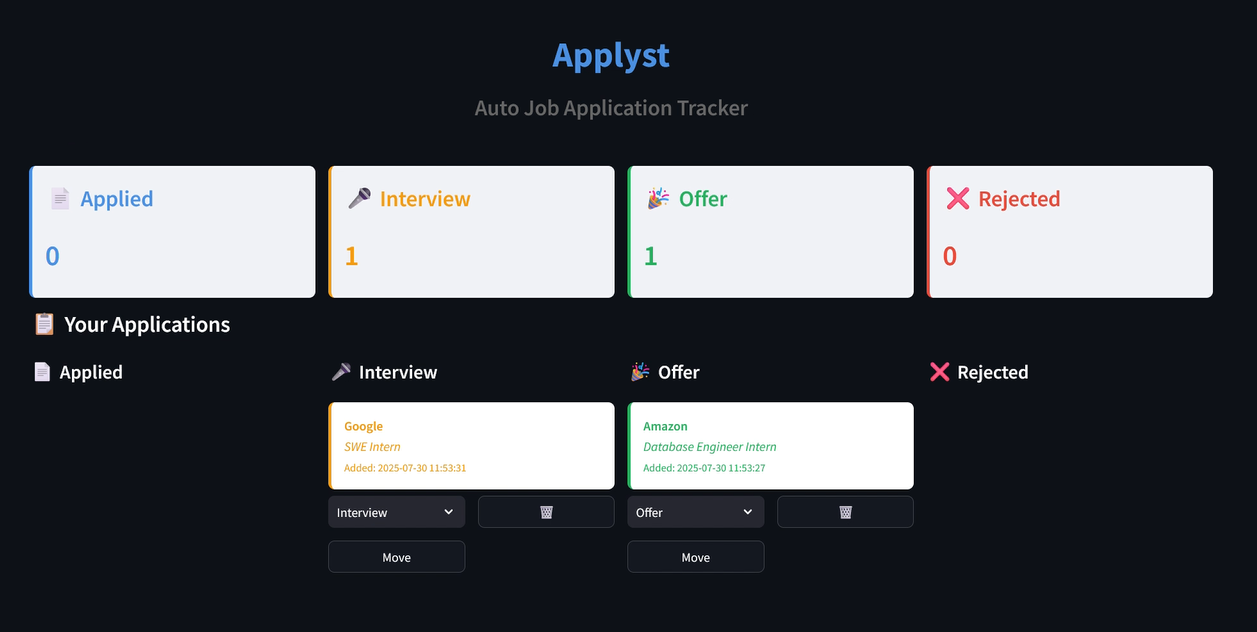 Applyst
Auto Job Application Tracker
Applied
0
Interview
1
Offer
1
Rejected
0
Your Applications
Applied
Interview
Google
SWE Intern
Added: 2025-07-30 11:53:31
Interview
Move
Offer
Amazon
Database Engineer Intern
Added: 2025-07-30 11:53:27
Offer
Move
Rejected